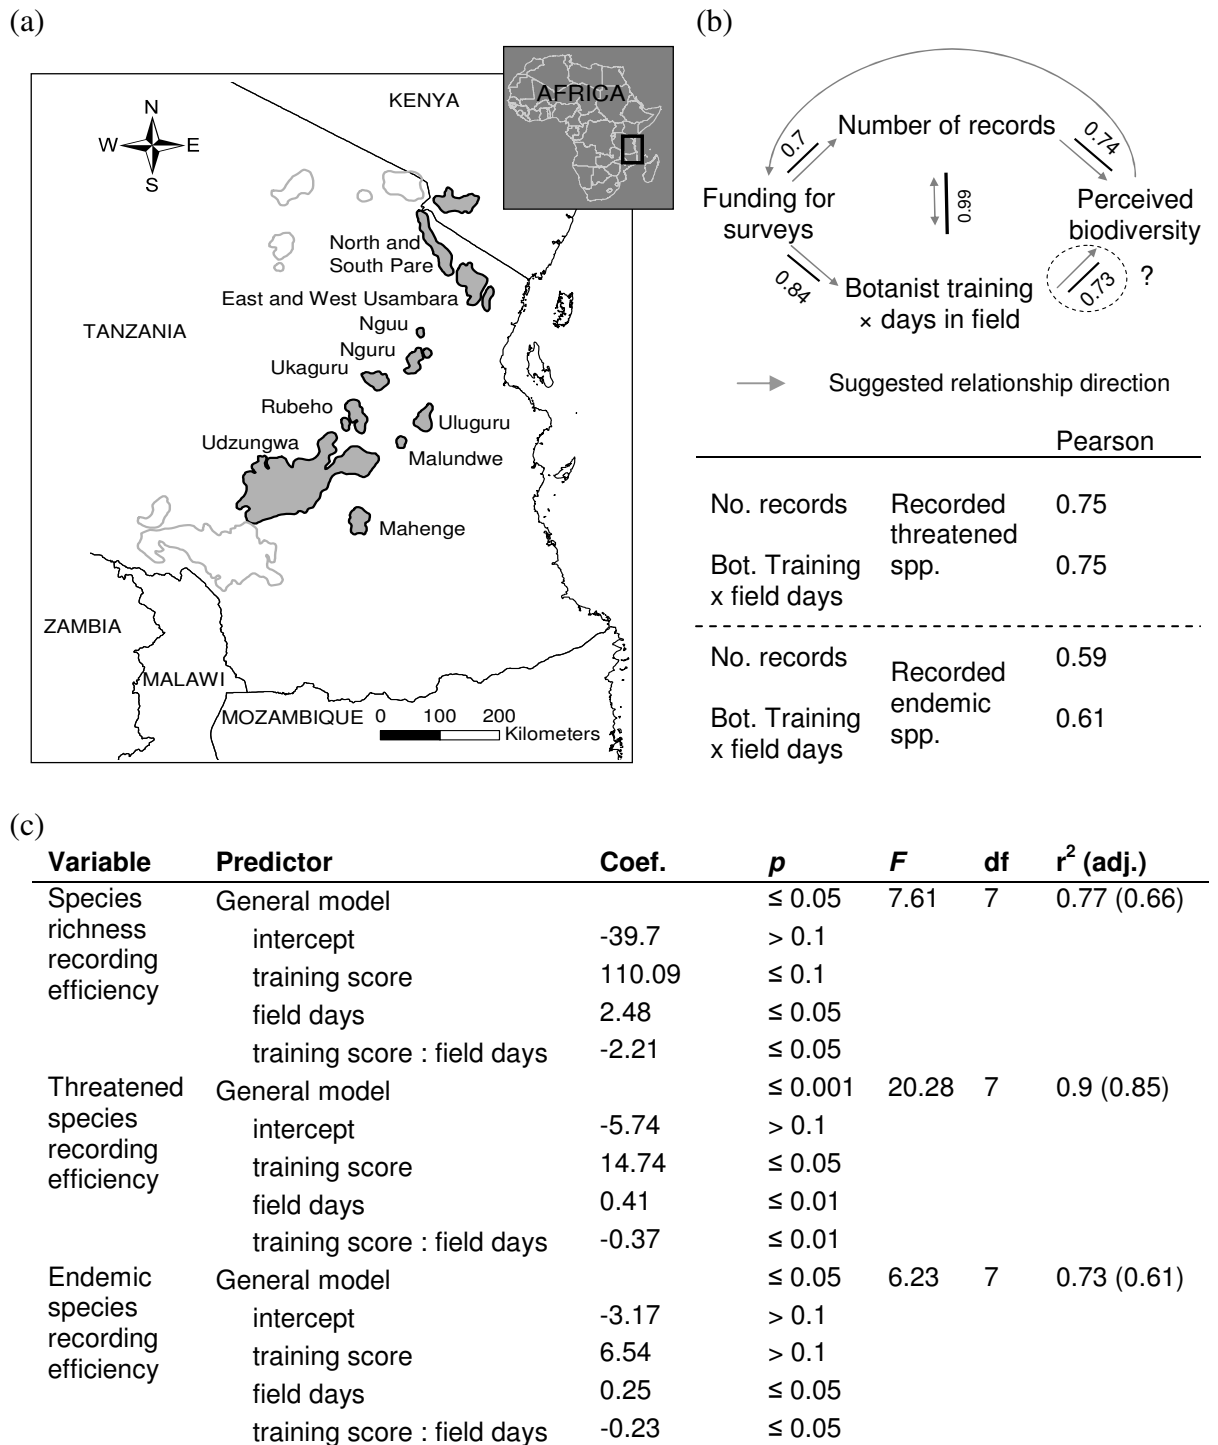 (a)
KENYA
AFRICA
N
W E
S
North and
South Pare
East and West Usambara
TANZANIA
Nguu
Nguru
Ukaguru
Rubeho
Uluguru
Udzungwa
Malundwe
Mahenge
ZAMBIA
MALAWI
MOZAMBIQUE
0 100 200
Kilometers
(b)
Number of records
0.7
0.74
Funding for
surveys
0.99
Perceived
biodiversity
0.84
Botanist training
× days in field
0.73
?
Suggested relationship direction
Pearson
No. records Recorded 0.75
threatened
Bot. Training spp. 0.75
x field days
No. records Recorded 0.59
endemic
Bot. Training spp. 0.61
x field days
(c)
Variable Predictor Coef. p F df r² (adj.)
Species General model ≤ 0.05 7.61 7 0.77 (0.66)
richness intercept -39.7 > 0.1
recording training score 110.09 ≤ 0.1
efficiency field days 2.48 ≤ 0.05
training score : field days -2.21 ≤ 0.05
Threatened General model ≤ 0.001 20.28 7 0.9 (0.85)
species intercept -5.74 > 0.1
recording training score 14.74 ≤ 0.05
efficiency field days 0.41 ≤ 0.01
training score : field days -0.37 ≤ 0.01
Endemic General model ≤ 0.05 6.23 7 0.73 (0.61)
species intercept -3.17 > 0.1
recording training score 6.54 > 0.1
efficiency field days 0.25 ≤ 0.05
training score : field days -0.23 ≤ 0.05